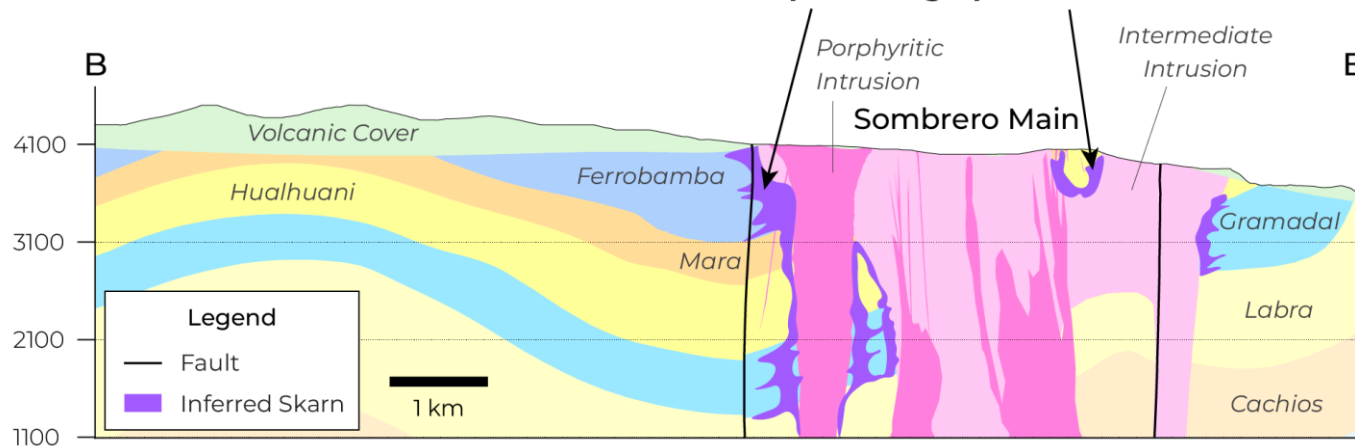 B
Porphyritic
Intrusion
Intermediate
Intrusion
Sombrero Main
Volcanic Cover
4100
Ferrobamba
Hualhuani
Gramadal
3100
Mara
Legend
Labra
2100
Fault
Inferred Skarn
1 km
Cachios
1100